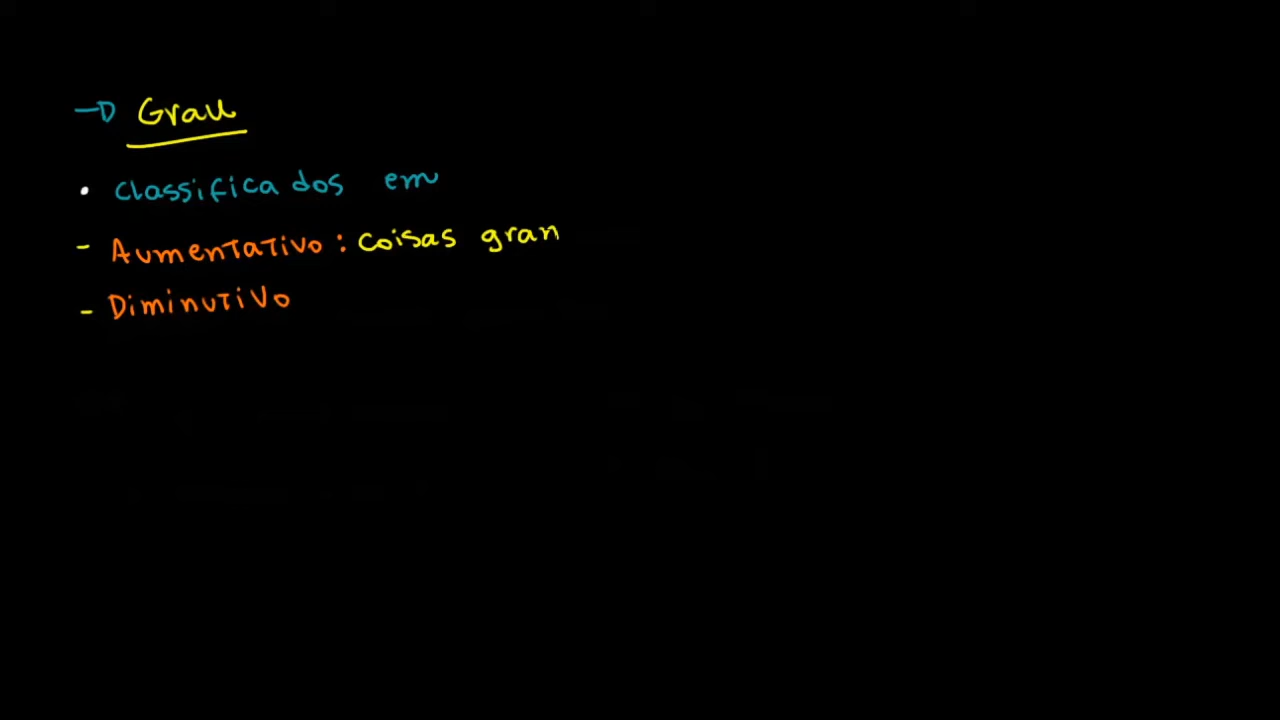 → Grau
• Classificados em
- Aumentativo: coisas gran
- Diminutivo